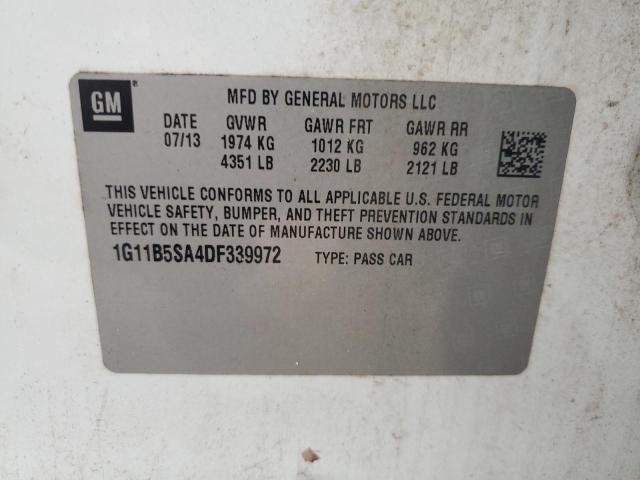 GM
MFD BY GENERAL MOTORS LLC
DATE GVWR GAWR FRT GAWR RR
07/13 1974 KG 1012 KG 962 KG
4351 LB 2230 LB 2121 LB
THIS VEHICLE CONFORMS TO ALL APPLICABLE U.S. FEDERAL MOTOR
VEHICLE SAFETY, BUMPER, AND THEFT PREVENTION STANDARDS IN
EFFECT ON THE DATE OF MANUFACTURE SHOWN ABOVE.
1G11B5SA4DF339972 TYPE: PASS CAR